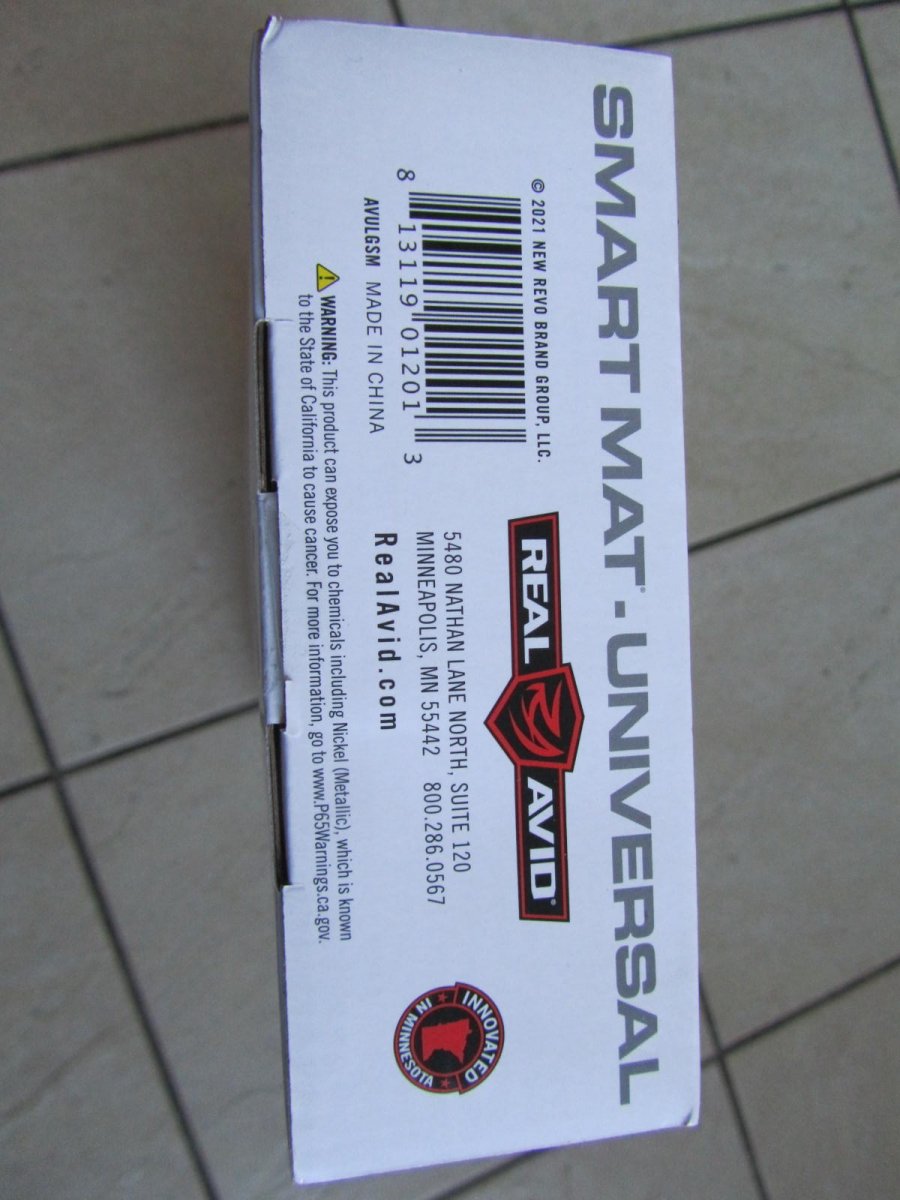 SMART MAT® - UNIVERSAL
© 2021 NEW REVO BRAND GROUP, LLC.
8 13119 01201 3
AVULGSM MADE IN CHINA
REAL AVID®
5480 NATHAN LANE NORTH, SUITE 120
MINNEAPOLIS, MN 55442 800.286.0567
RealAvid.com
INNOVATED
IN MINNESOTA
WARNING: This product can expose you to chemicals including Nickel (Metallic), which is known
to the State of California to cause cancer. For more information, go to www.P65Warnings.ca.gov.